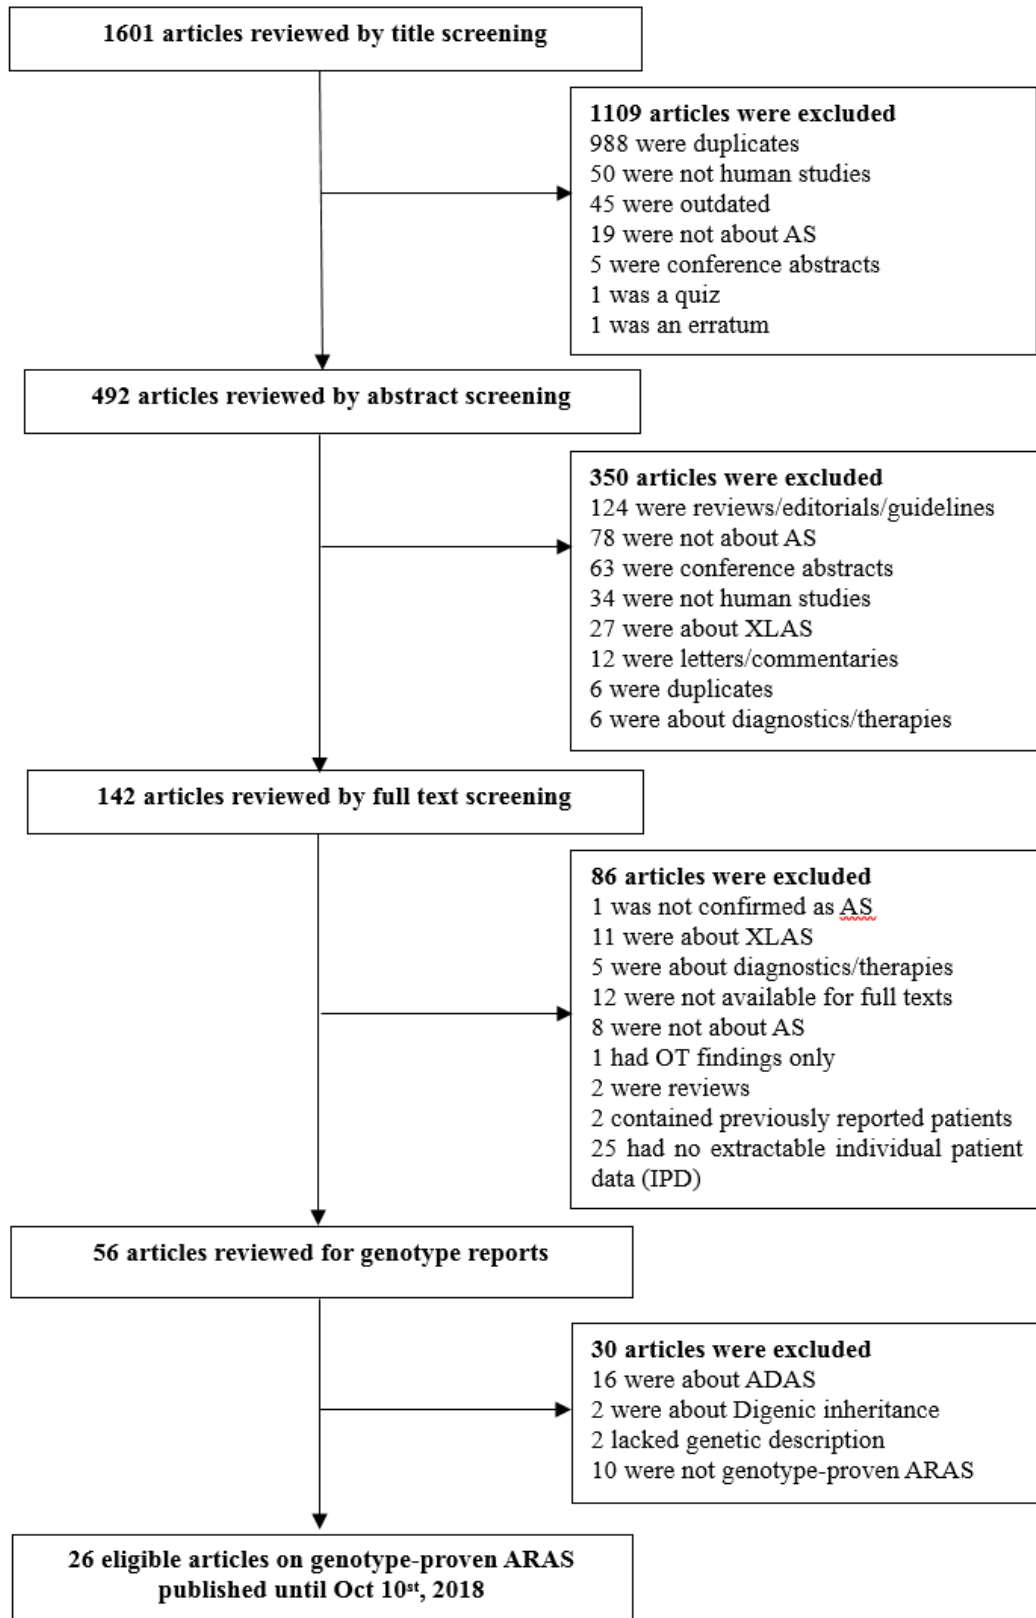 1601 articles reviewed by title screening
1109 articles were excluded
988 were duplicates
50 were not human studies
45 were outdated
19 were not about AS
5 were conference abstracts
1 was a quiz
1 was an erratum
492 articles reviewed by abstract screening
350 articles were excluded
124 were reviews/editorials/guidelines
78 were not about AS
63 were conference abstracts
34 were not human studies
27 were about XLAS
12 were letters/commentaries
6 were duplicates
6 were about diagnostics/therapies
142 articles reviewed by full text screening
86 articles were excluded
1 was not confirmed as AS
11 were about XLAS
5 were about diagnostics/therapies
12 were not available for full texts
8 were not about AS
1 had OT findings only
2 were reviews
2 contained previously reported patients
25 had no extractable individual patient
data (IPD)
56 articles reviewed for genotype reports
30 articles were excluded
16 were about ADAS
2 were about Digenic inheritance
2 lacked genetic description
10 were not genotype-proven ARAS
26 eligible articles on genotype-proven ARAS
published until Oct 10st, 2018